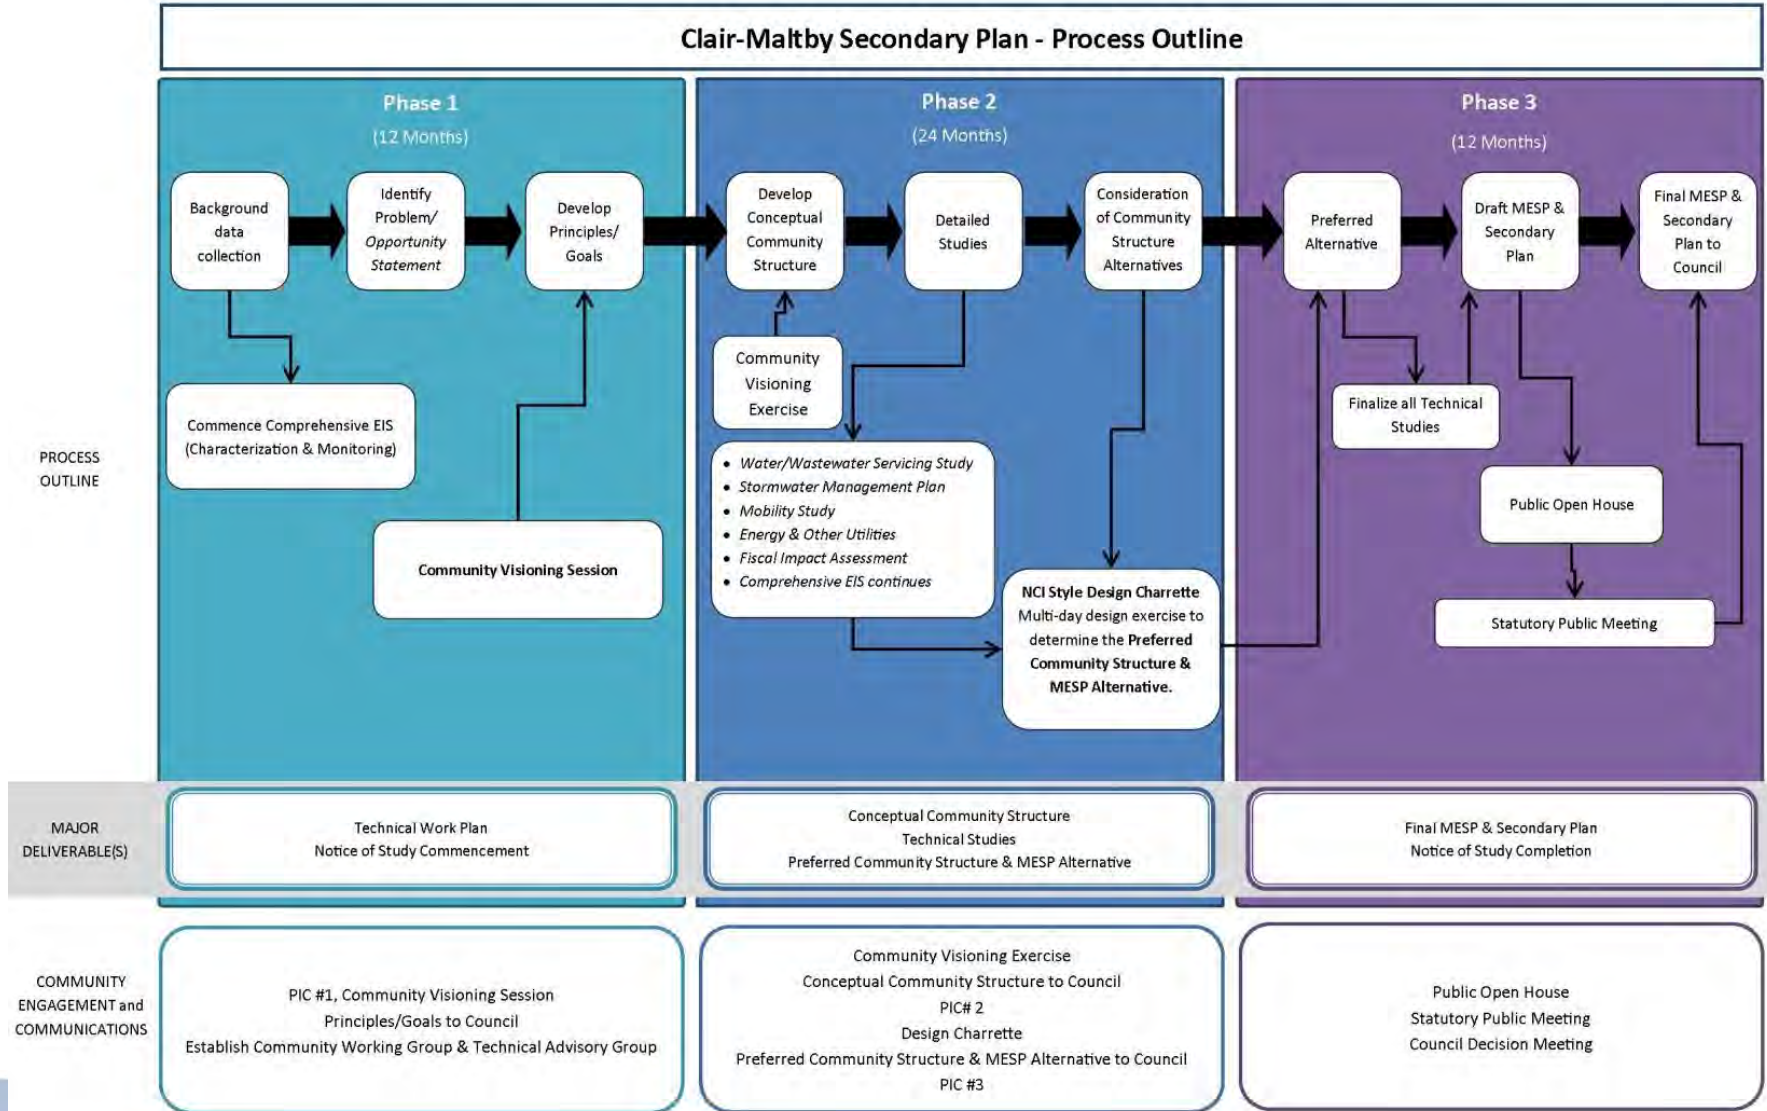 Clair-Maltby Secondary Plan - Process Outline
Phase 1
(12 Months)
Background
data
collection
Identify
Problem/
Opportunity
Statement
Develop
Principles/
Goals
Commence Comprehensive EIS
(Characterization & Monitoring)
Community Visioning Session
Phase 2
(24 Months)
Develop
Conceptual
Community
Structure
Detailed
Studies
Consideration
of Community
Structure
Alternatives
Community
Visioning
Exercise
• Water/Wastewater Servicing Study
• Stormwater Management Plan
• Mobility Study
• Energy & Other Utilities
• Fiscal Impact Assessment
• Comprehensive EIS continues
NCI Style Design Charrette
Multi-day design exercise to
determine the Preferred
Community Structure &
MESP Alternative.
Phase 3
(12 Months)
Preferred
Alternative
Draft MESP &
Secondary
Plan
Final MESP &
Secondary
Plan to
Council
Finalize all Technical
Studies
Public Open House
Statutory Public Meeting
PROCESS
OUTLINE
MAJOR
DELIVERABLE(S)
Technical Work Plan
Notice of Study Commencement
Conceptual Community Structure
Technical Studies
Preferred Community Structure & MESP Alternative
Final MESP & Secondary Plan
Notice of Study Completion
COMMUNITY
ENGAGEMENT and
COMMUNICATIONS
PIC #1, Community Visioning Session
Principles/Goals to Council
Establish Community Working Group & Technical Advisory Group
Community Visioning Exercise
Conceptual Community Structure to Council
PIC# 2
Design Charrette
Preferred Community Structure & MESP Alternative to Council
PIC #3
Public Open House
Statutory Public Meeting
Council Decision Meeting